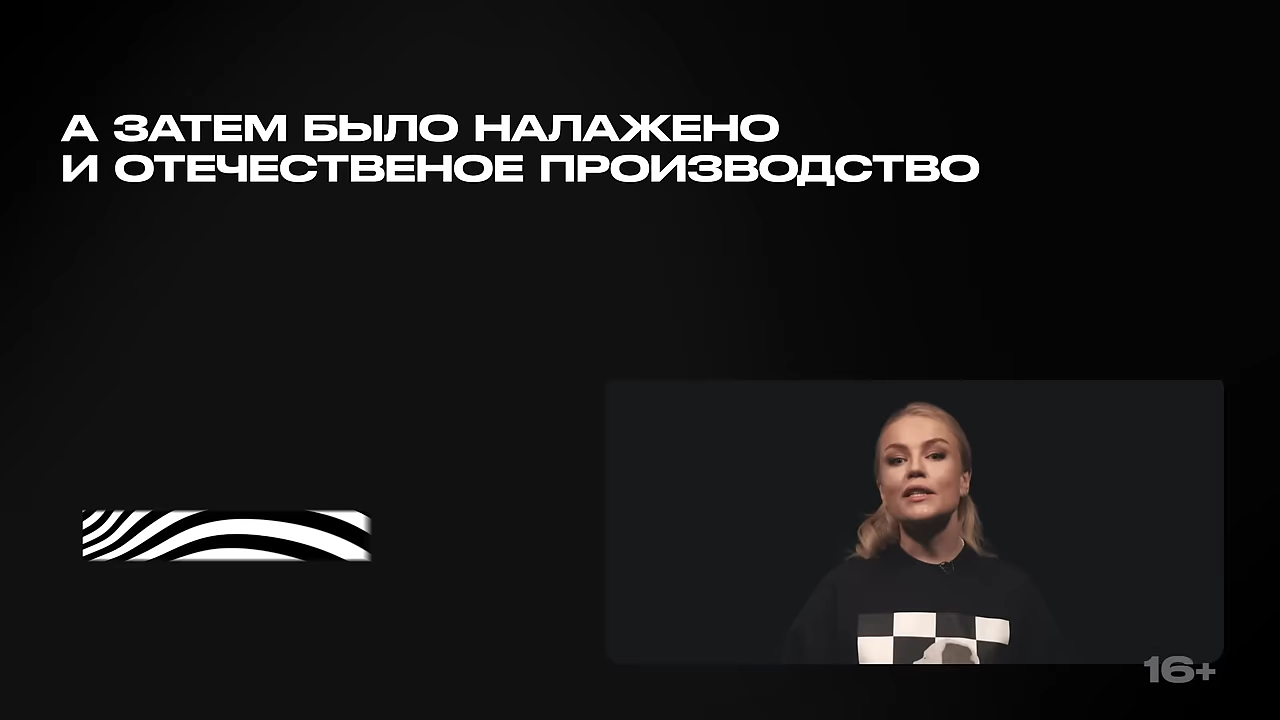 А ЗАТЕМ БЫЛО НАЛАЖЕНО
И ОТЕЧЕСТВЕНОЕ ПРОИЗВОДСТВО
16+